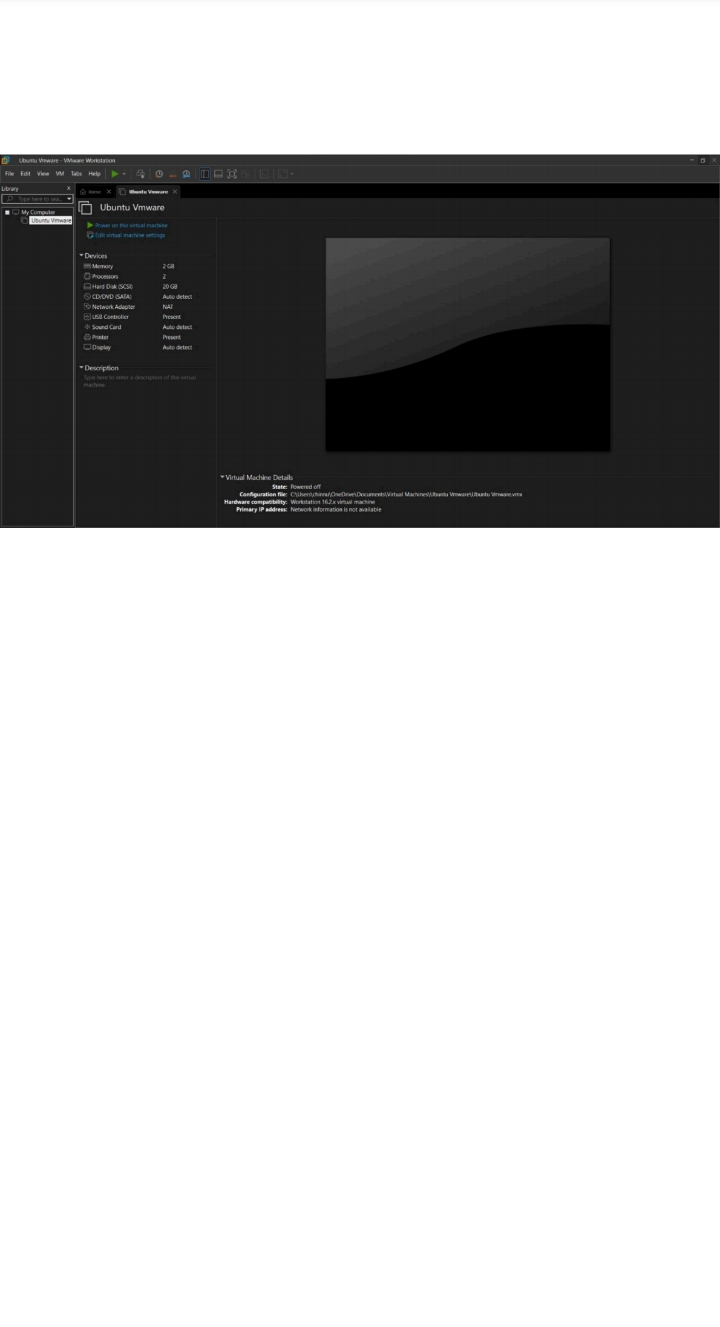 Ubuntu Vmware - VMware Workstation
File Edit View VM Tabs Help
Library X
Type here to sea...
Home X Ubuntu Vmware X
My Computer
Ubuntu Vmware
Ubuntu Vmware
Power on this virtual machine
Edit virtual machine settings
Devices
Memory 2 GB
Processors 2
Hard Disk (SCSI) 20 GB
CD/DVD (SATA) Auto detect
Network Adapter NAT
USB Controller Present
Sound Card Auto detect
Printer Present
Display Auto detect
Description
Type here to enter a description of this virtual
machine.
Virtual Machine Details
State: Powered off
Configuration file: C:\Users\chinnu\OneDrive\Documents\Virtual Machines\Ubuntu Vmware\Ubuntu Vmware.vmx
Hardware compatibility: Workstation 16.2.x virtual machine
Primary IP address: Network information is not available